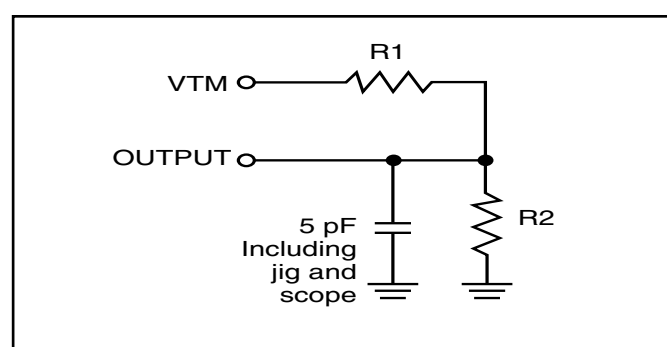 R1
VTM
OUTPUT
5 pF
Including
jig and
scope
R2